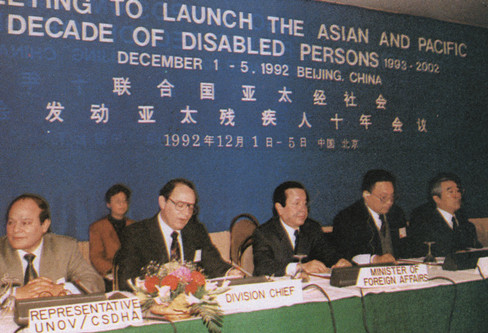 MEETING TO LAUNCH THE ASIAN AND PACIFIC
DECADE OF DISABLED PERSONS 1993-2002
DECEMBER 1-5, 1992 BEIJING, CHINA
联合国亚太经社会
发动亚太残疾人十年会议
1992年12月1日-5日 中国 北京
REPRESENTATIVE
UNOV/CSDHA
DIVISION CHIEF
MINISTER OF
FOREIGN AFFAIRS